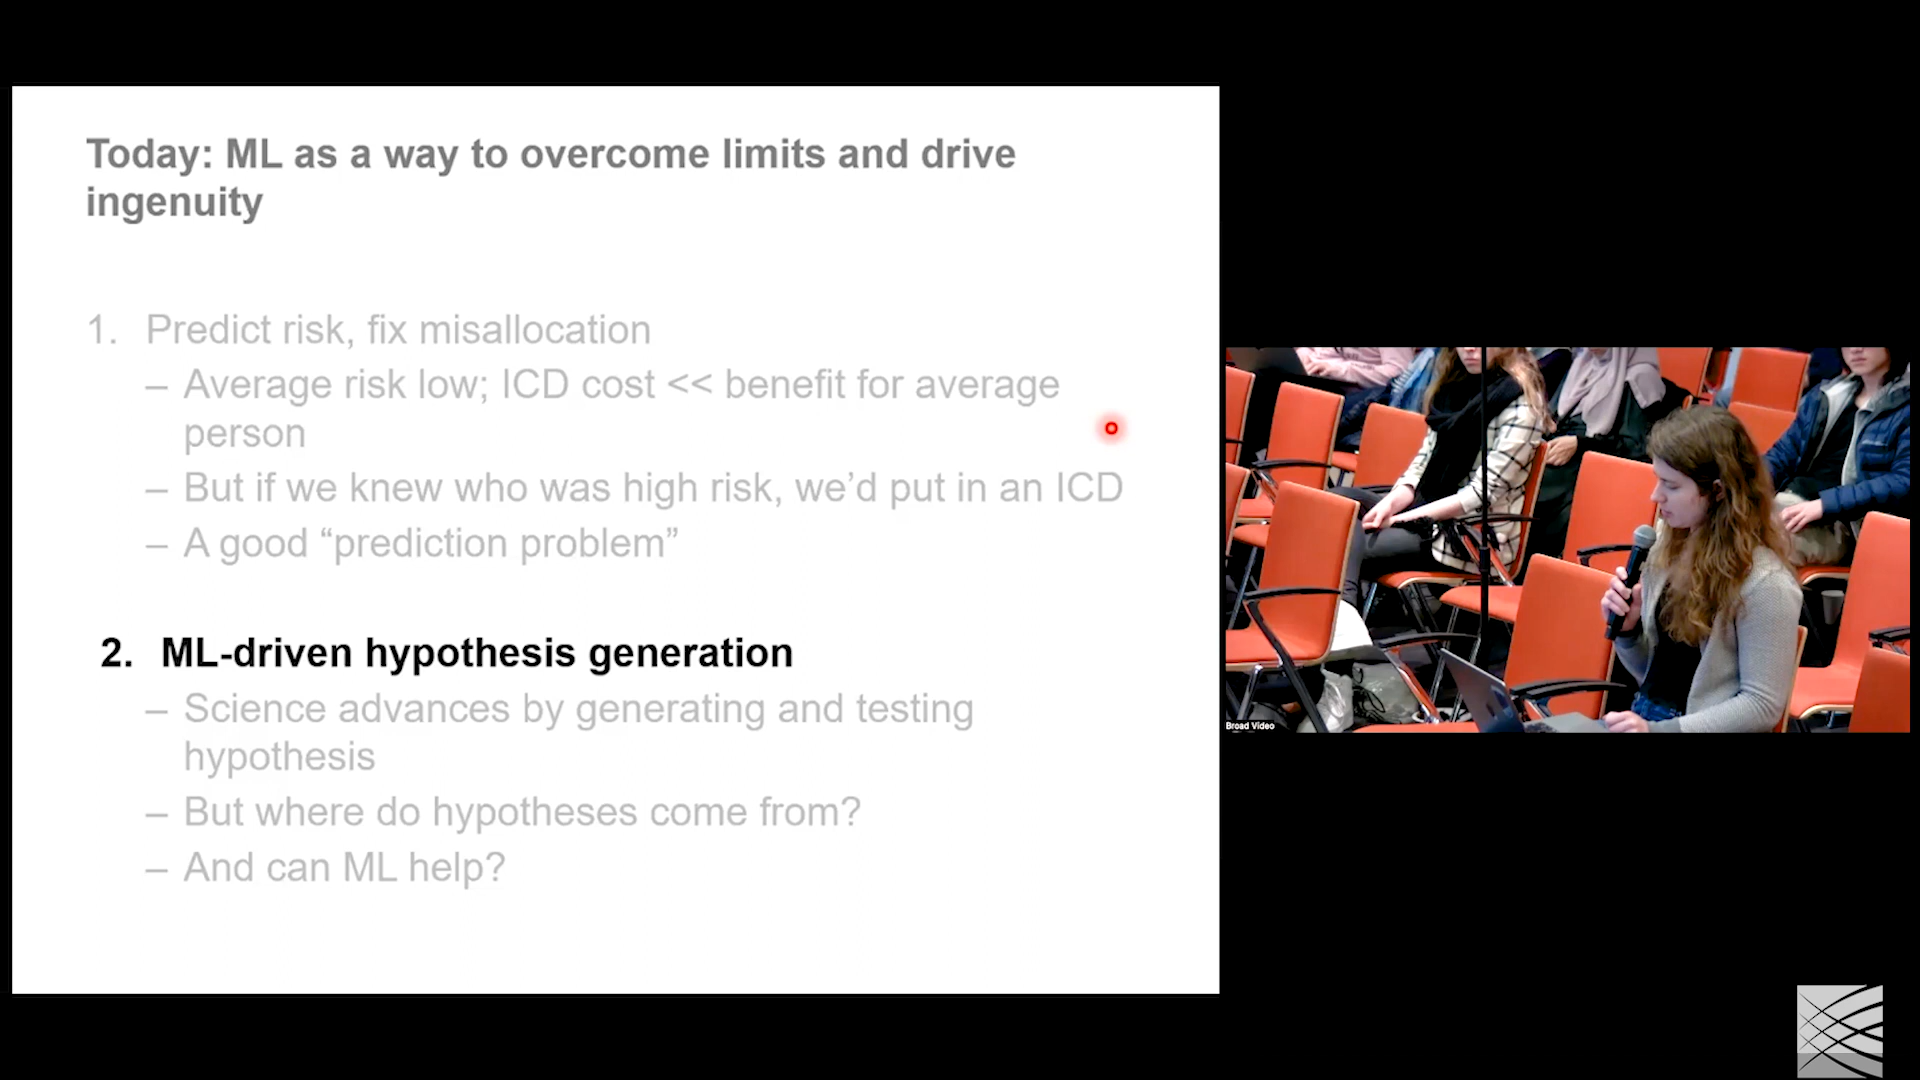 Today: ML as a way to overcome limits and drive
ingenuity
1. Predict risk, fix misallocation
– Average risk low; ICD cost << benefit for average
person
– But if we knew who was high risk, we’d put in an ICD
– A good “prediction problem”
2. ML-driven hypothesis generation
– Science advances by generating and testing
hypothesis
– But where do hypotheses come from?
– And can ML help?
Broad Video